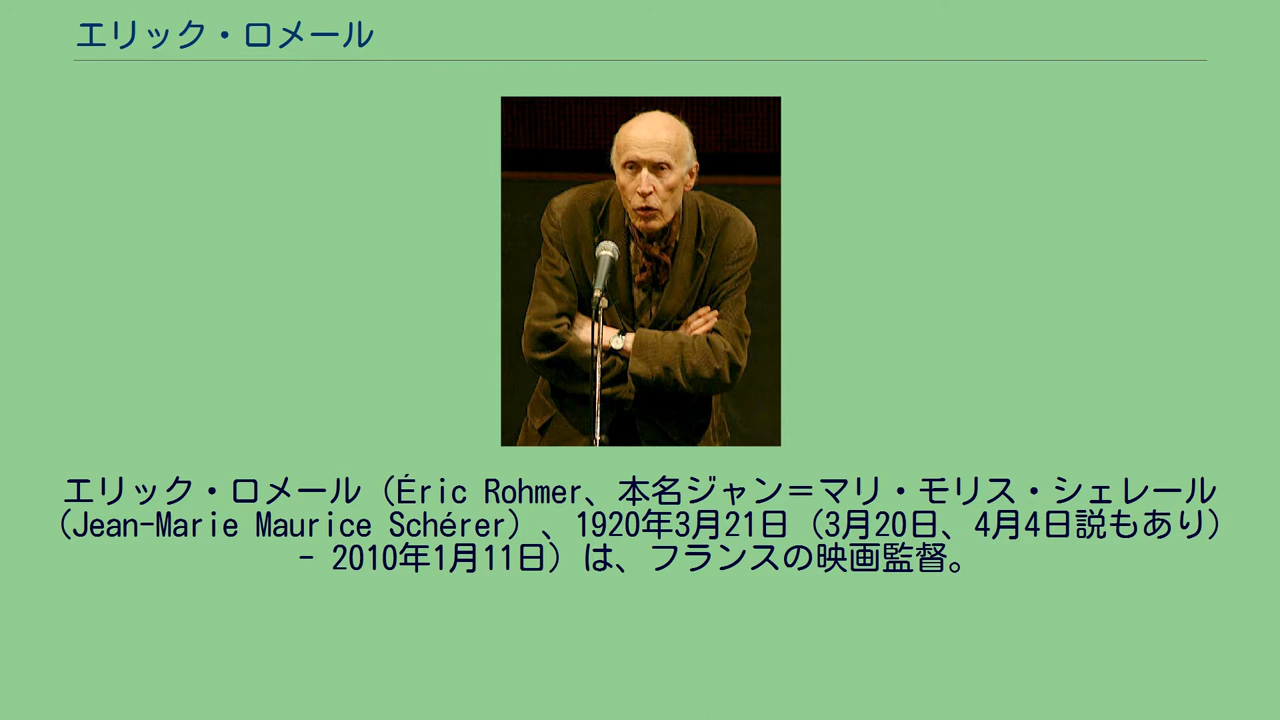 エリック・ロメール
エリック・ロメール（Éric Rohmer、本名ジャン＝マリ・モリス・シェレール
（Jean-Marie Maurice Schérer）、1920年3月21日（3月20日、4月4日説もあり）
- 2010年1月11日）は、フランスの映画監督。